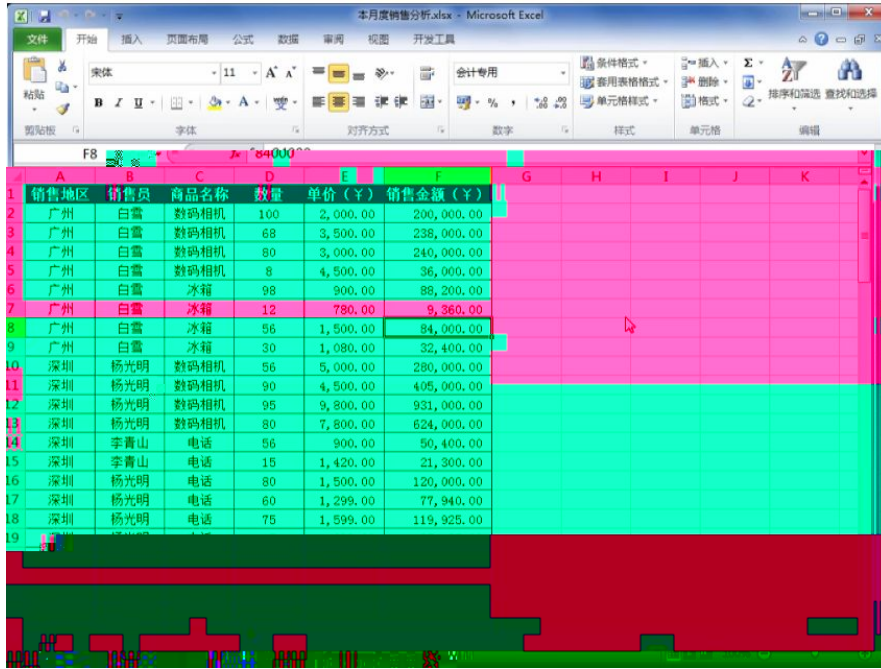 本月度销售分析.xlsx - Microsoft Excel
文件 开始 插入 页面布局 公式 数据 审阅 视图 开发工具
宋体 11 会计专用 条件格式 插入 Σ
粘贴 B I U A 变 % , 套用表格格式 删除 排序和筛选 查找和选择
单元格样式 格式
剪贴板 字体 对齐方式 数字 样式 单元格 编辑
F8 fx 84000
A B C D E F G H I J K
1 销售地区 销售员 商品名称 数量 单价（￥） 销售金额（￥）
2 广州 白雪 数码相机 100 2,000.00 200,000.00
3 广州 白雪 数码相机 68 3,500.00 238,000.00
4 广州 白雪 数码相机 80 3,000.00 240,000.00
5 广州 白雪 数码相机 8 4,500.00 36,000.00
6 广州 白雪 冰箱 98 900.00 88,200.00
7 广州 白雪 冰箱 12 780.00 9,360.00
8 广州 白雪 冰箱 56 1,500.00 84,000.00
9 广州 白雪 冰箱 30 1,080.00 32,400.00
10 深圳 杨光明 数码相机 56 5,000.00 280,000.00
11 深圳 杨光明 数码相机 90 4,500.00 405,000.00
12 深圳 杨光明 数码相机 95 9,800.00 931,000.00
13 深圳 杨光明 数码相机 80 7,800.00 624,000.00
14 深圳 李青山 电话 56 900.00 50,400.00
15 深圳 李青山 电话 15 1,420.00 21,300.00
16 深圳 杨光明 电话 80 1,500.00 120,000.00
17 深圳 杨光明 电话 60 1,299.00 77,940.00
18 深圳 杨光明 电话 75 1,599.00 119,925.00
19